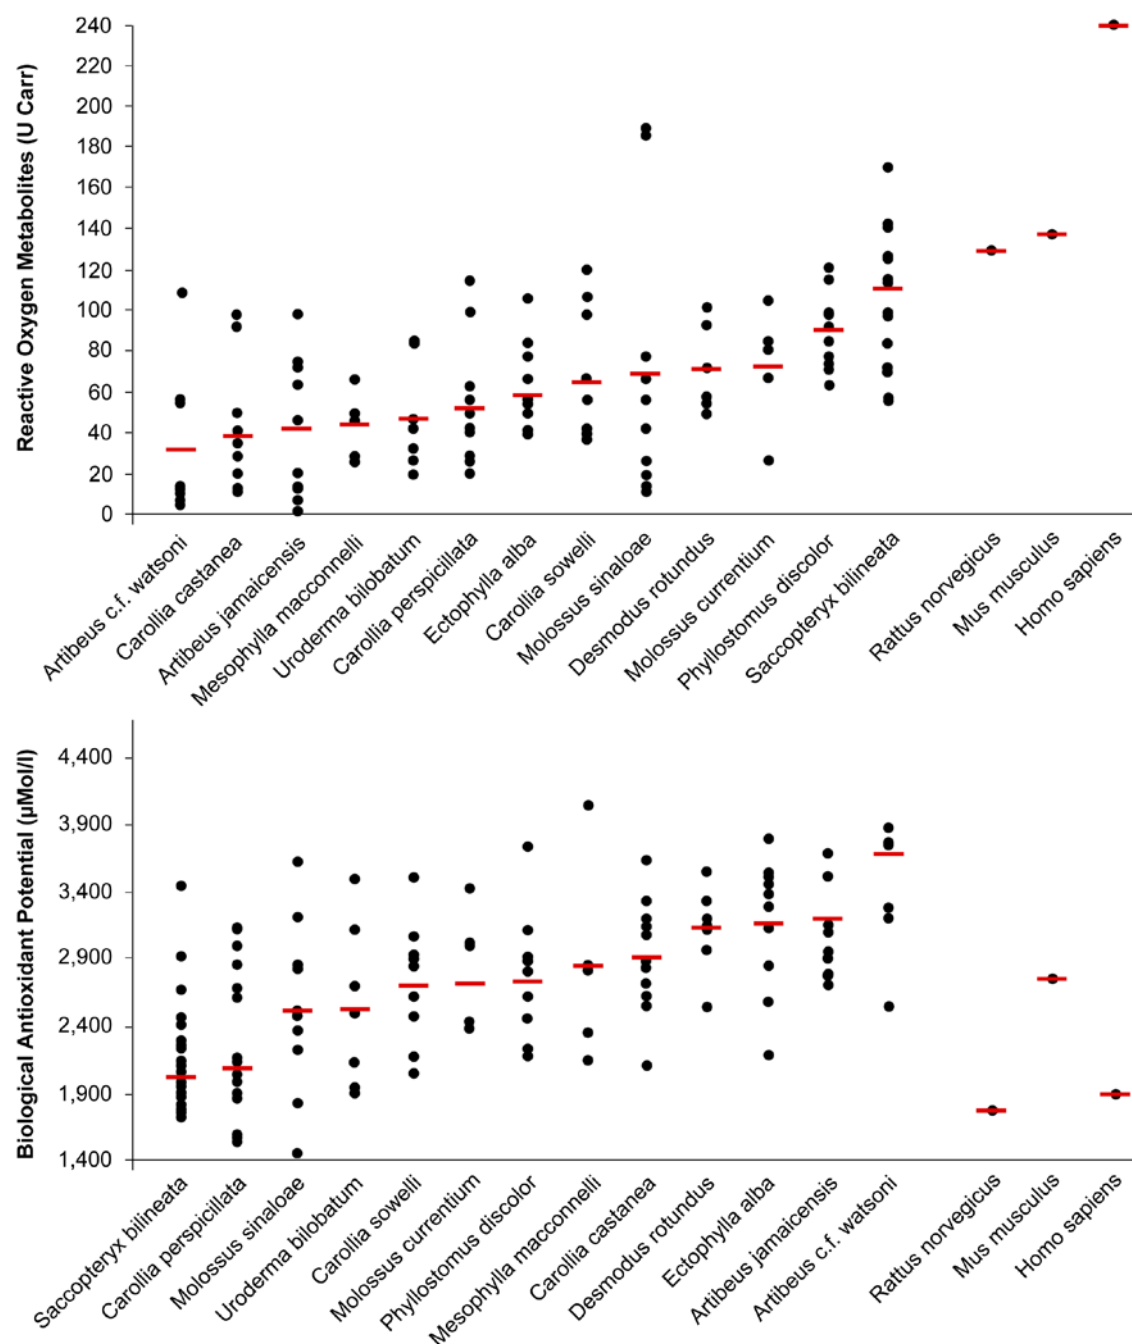 Reactive Oxygen Metabolites (U Carr)
240
220
200
180
160
140
120
100
80
60
40
20
0
Artibeus c.f. watsoni
Carollia castanea
Artibeus jamaicensis
Mesophylla macconnelli
Uroderma bilobatum
Carollia perspicillata
Ectophylla alba
Carollia sowelli
Molossus sinaloae
Desmodus rotundus
Molossus currentium
Phyllostomus discolor
Saccopteryx bilineata
Rattus norvegicus
Mus musculus
Homo sapiens
Biological Antioxidant Potential (µMol/l)
4,400
3,900
3,400
2,900
2,400
1,900
1,400
Saccopteryx bilineata
Carollia perspicillata
Molossus sinaloae
Uroderma bilobatum
Carollia sowelli
Molossus currentium
Phyllostomus discolor
Mesophylla macconnelli
Carollia castanea
Desmodus rotundus
Ectophylla alba
Artibeus jamaicensis
Artibeus c.f. watsoni
Rattus norvegicus
Mus musculus
Homo sapiens